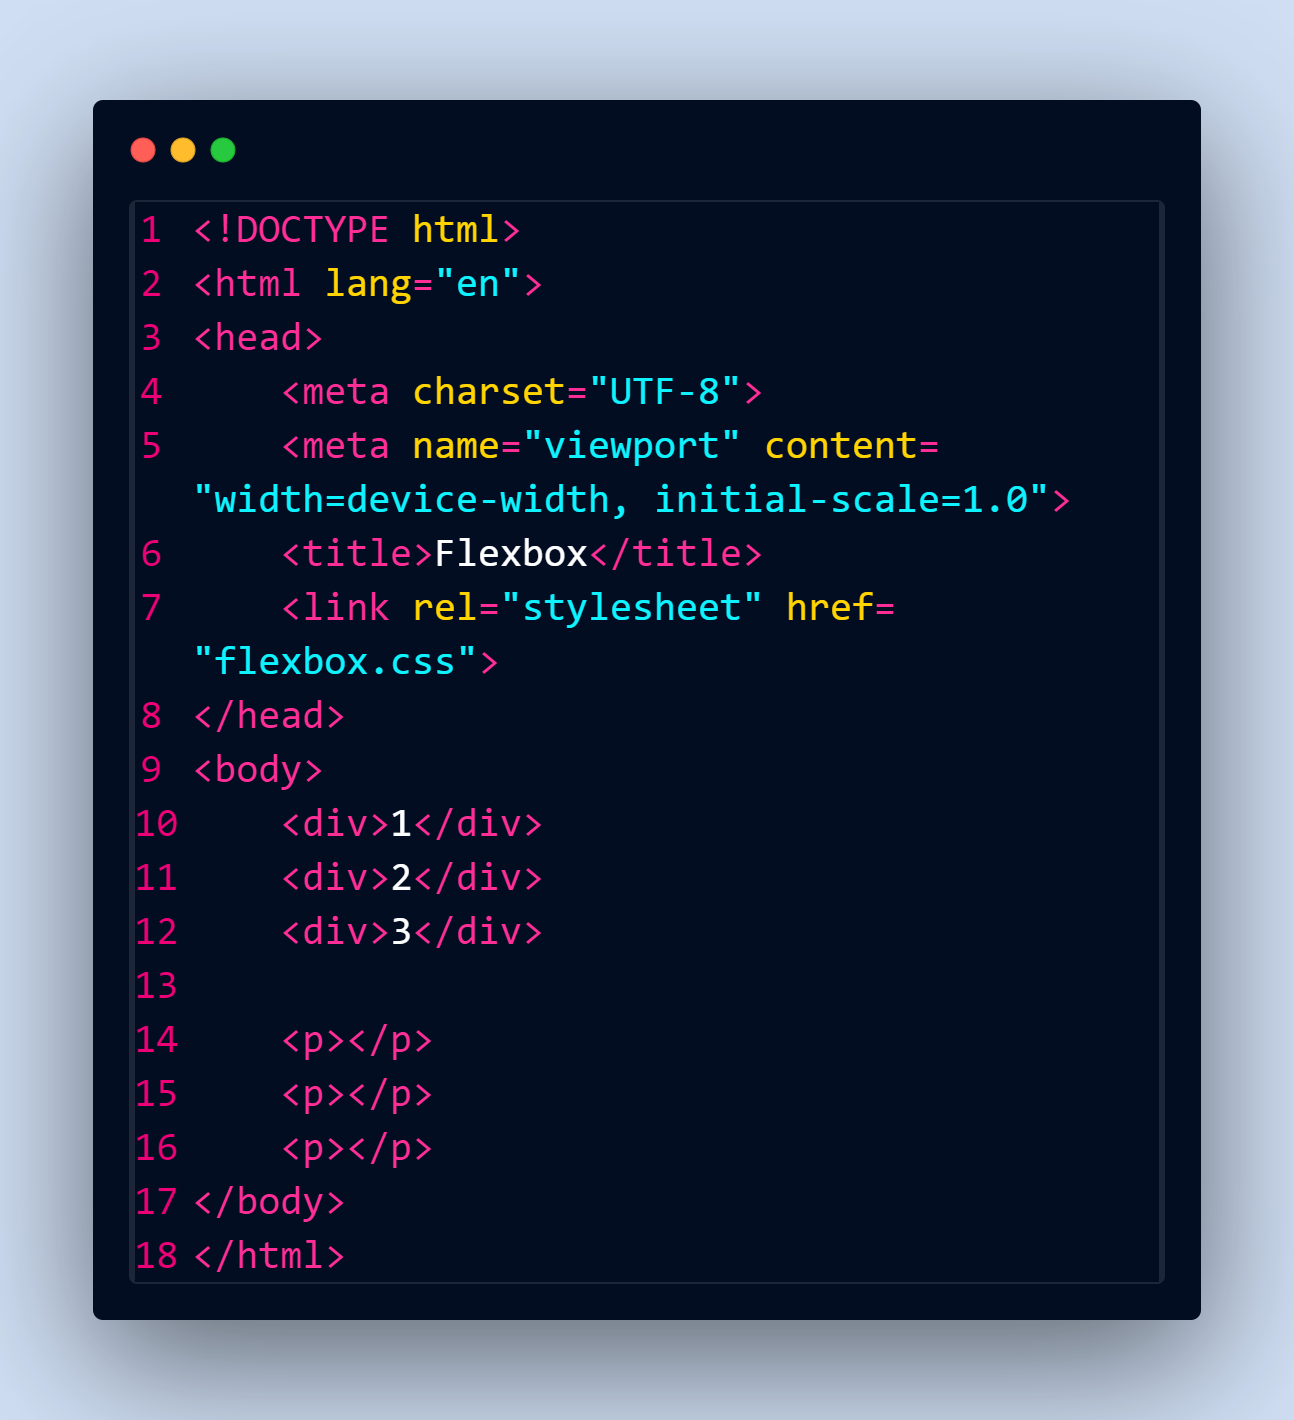 1 <!DOCTYPE html>
2 <html lang="en">
3 <head>
4     <meta charset="UTF-8">
5     <meta name="viewport" content=
"width=device-width, initial-scale=1.0">
6     <title>Flexbox</title>
7     <link rel="stylesheet" href=
"flexbox.css">
8 </head>
9 <body>
10     <div>1</div>
11     <div>2</div>
12     <div>3</div>
13
14     <p></p>
15     <p></p>
16     <p></p>
17 </body>
18 </html>